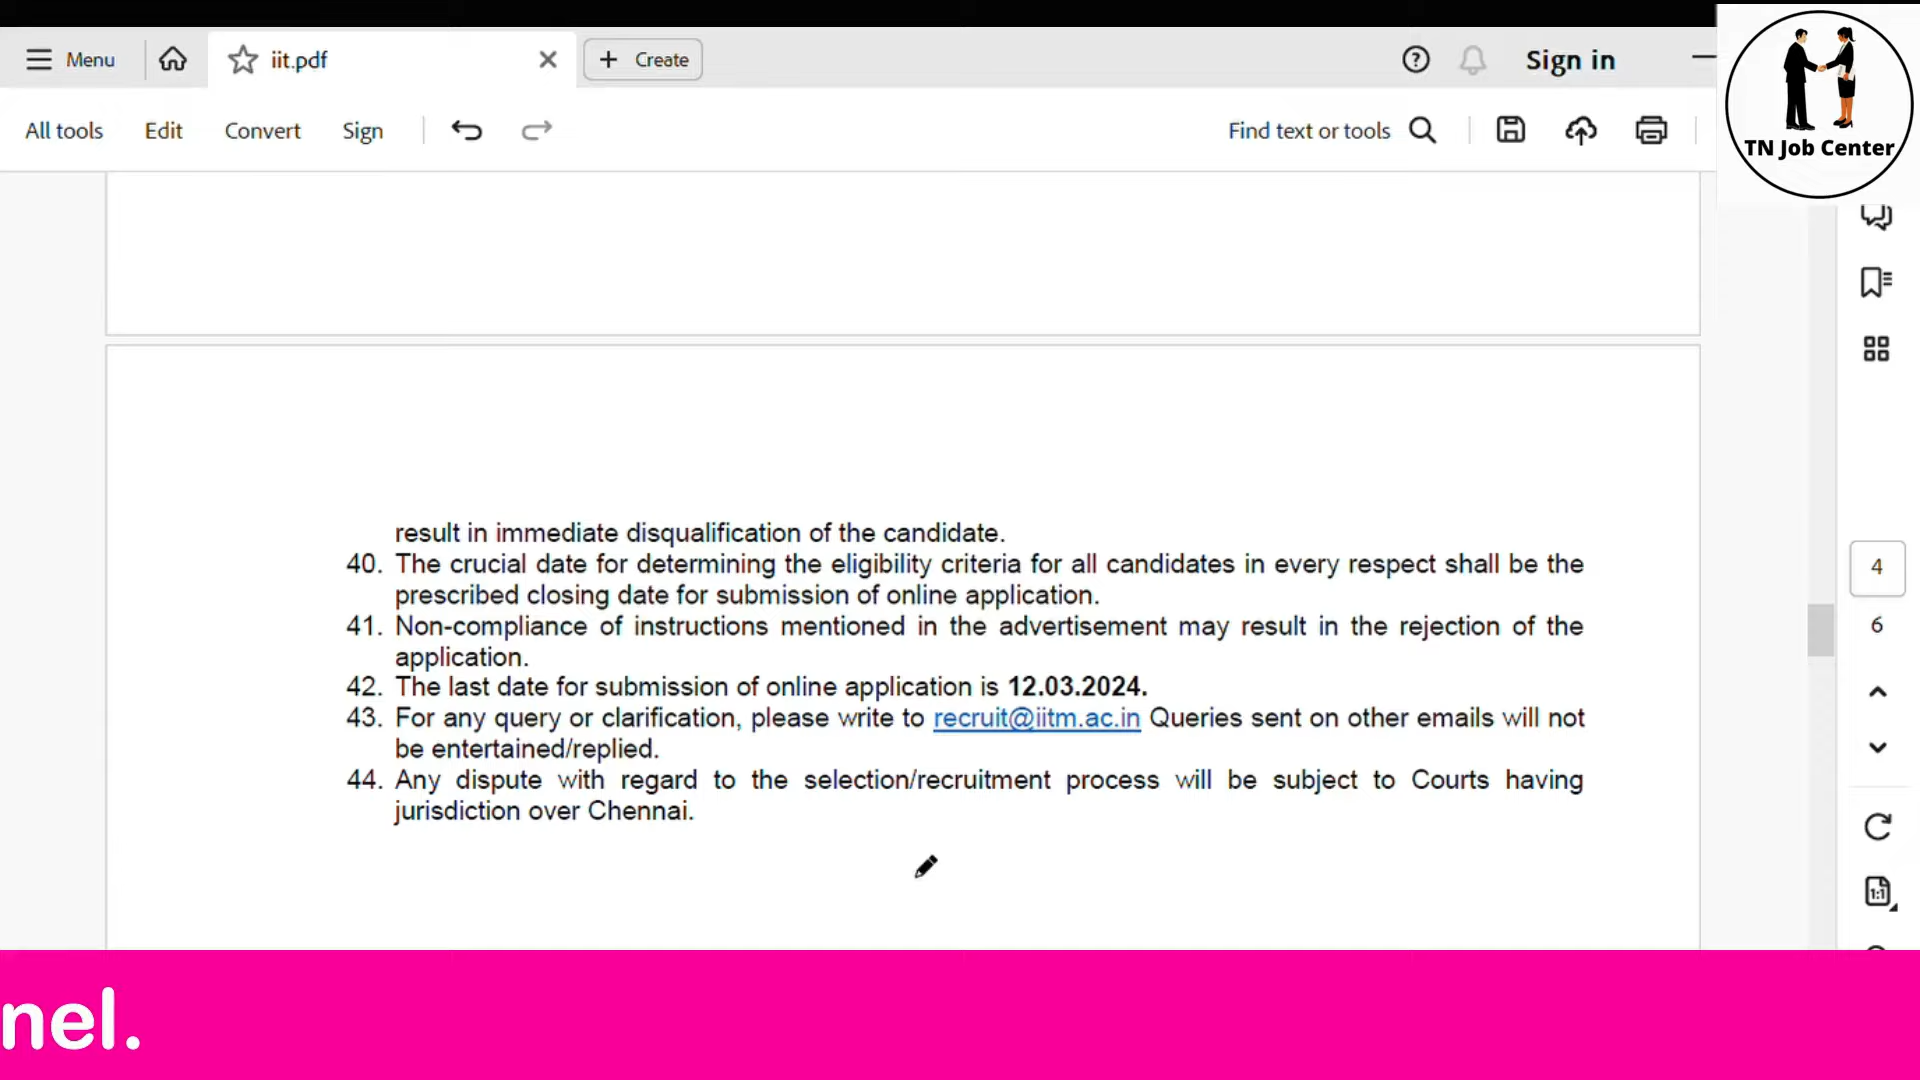 Menu
iit.pdf
Create
Sign in
All tools
Edit
Convert
Sign
Find text or tools
TN Job Center
result in immediate disqualification of the candidate.
40. The crucial date for determining the eligibility criteria for all candidates in every respect shall be the
prescribed closing date for submission of online application.
41. Non-compliance of instructions mentioned in the advertisement may result in the rejection of the
application.
42. The last date for submission of online application is 12.03.2024.
43. For any query or clarification, please write to recruit@iitm.ac.in Queries sent on other emails will not
be entertained/replied.
44. Any dispute with regard to the selection/recruitment process will be subject to Courts having
jurisdiction over Chennai.
4
6
1:1
nel.